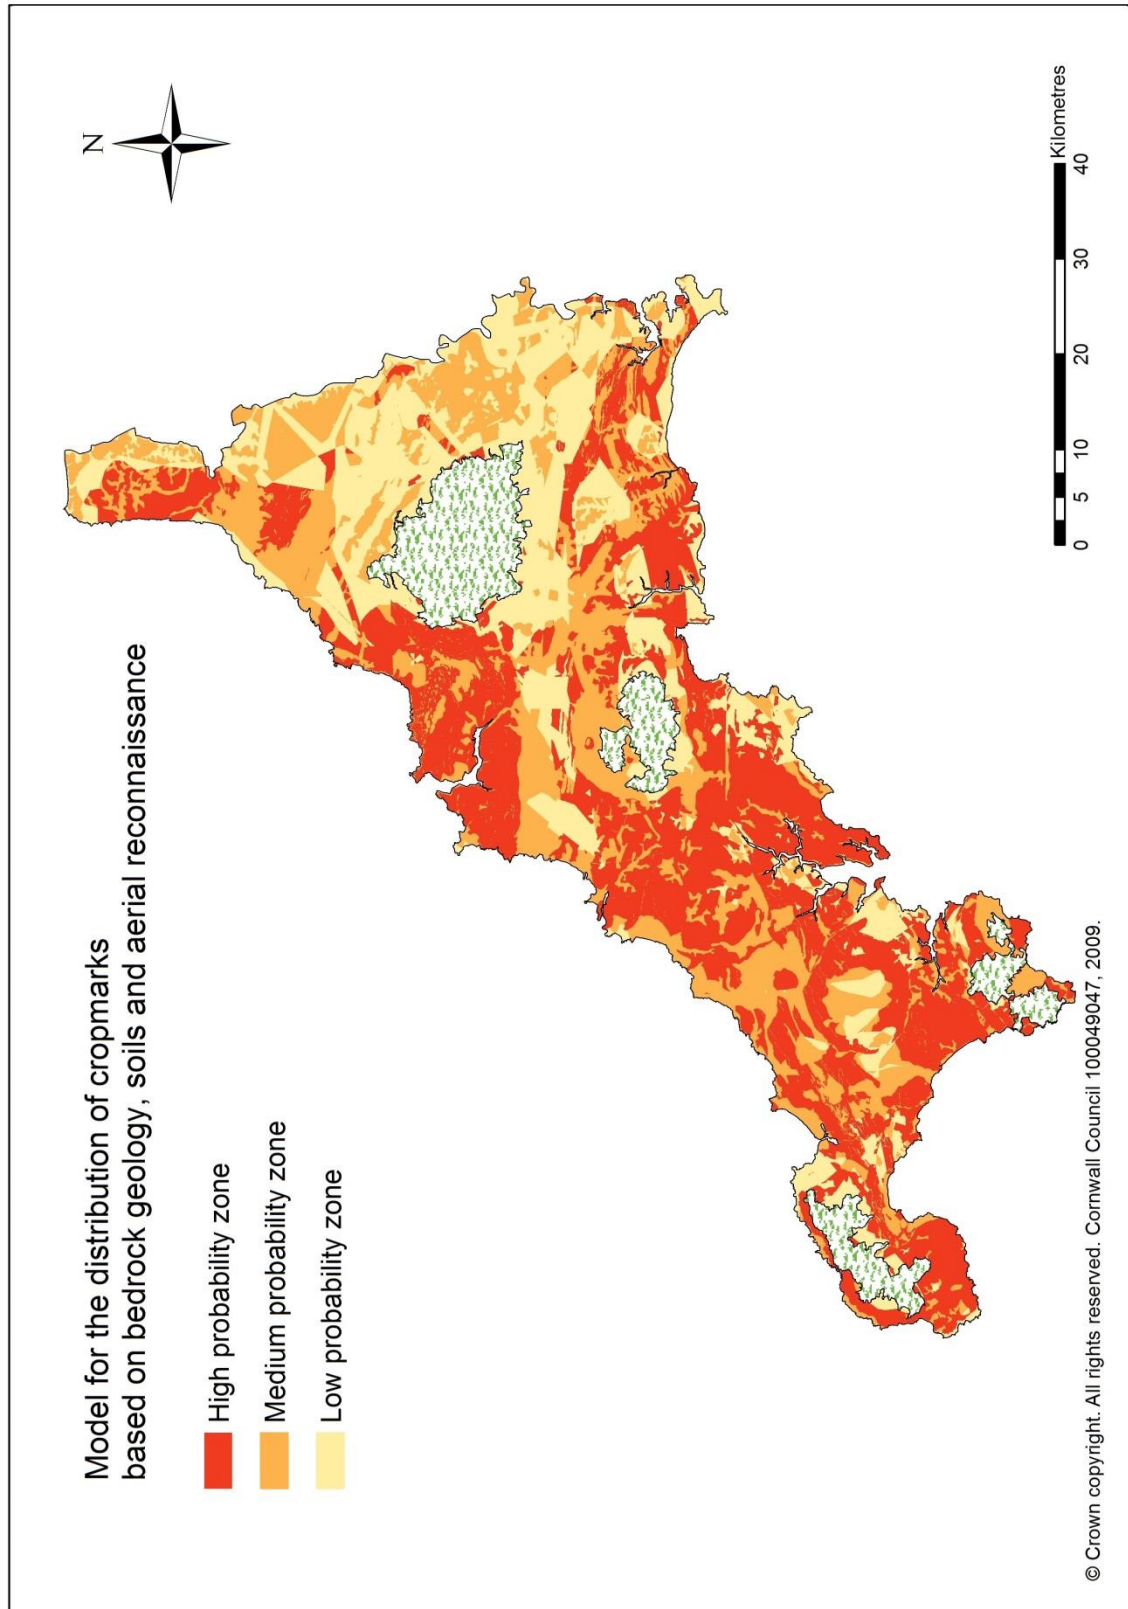 Model for the distribution of cropmarks
based on bedrock geology, soils and aerial reconnaissance
High probability zone
Medium probability zone
Low probability zone
N
0 5 10 20 30 40
Kilometres
© Crown copyright. All rights reserved. Cornwall Council 100049047, 2009.